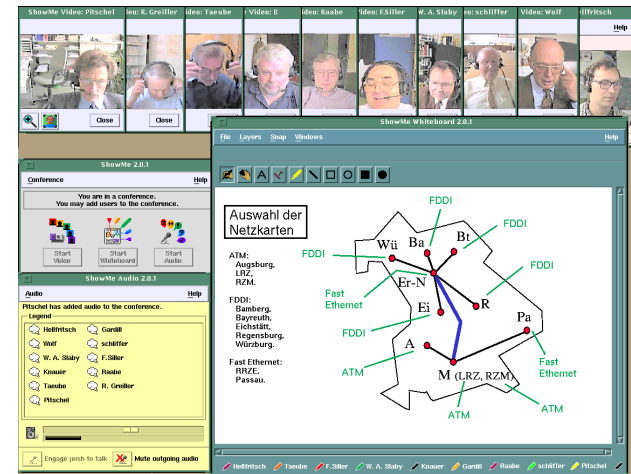 ShowMe Video: Pitschel
ideo: R. Greiller
ideo: Taeube
Video: B
ideo: Raabe
ideo: F.Siller
W. A. Slaby
eo: schliffer
Video: Wolf
llfritsch
Help
Close
Close
ShowMe Whiteboard 2.0.1
File Layers Snap Windows Help
ShowMe 2.0.1
Conference Help
You are in a conference.
You may add users to the conference.
Start Video
Start Whiteboard
Start Audio
ShowMe Audio 2.0.1
Audio Help
Pitschel has added audio to the conference.
Legend
Hellfritsch Gardill
Wolf schliffer
W. A. Slaby F.Siller
Knauer Raabe
Taeube R. Greiller
Pitschel
Engage push to talk Mute outgoing audio
A
Auswahl der
Netzkarten
ATM:
Augsburg,
LRZ,
RZM.
FDDI:
Bamberg,
Bayreuth,
Eichstätt,
Regensburg,
Würzburg.
Fast Ethernet:
RRZE,
Passau.
FDDI
FDDI
Wü Ba Bt
FDDI
FDDI
Er-N
Fast
Ethernet
Ei R
Pa
FDDI
A
Fast
Ethernet
M (LRZ, RZM)
ATM
ATM
ATM
Hellfritsch Taeube F.Siller W. A. Slaby Knauer Gardill Raabe schliffer Pitschel